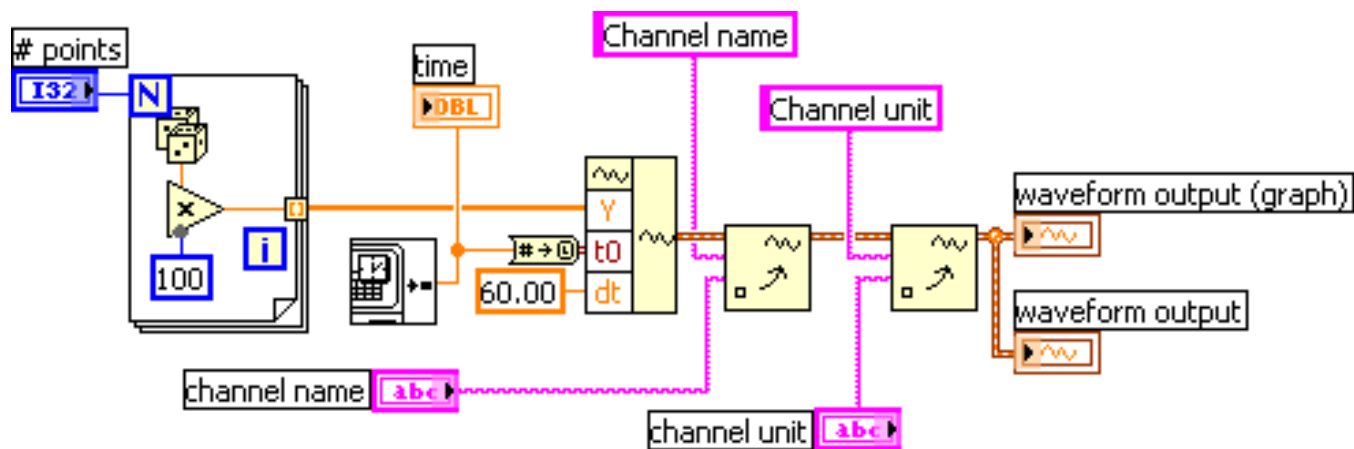 # points
I32
N
×
100
i
time
DBL
Channel name
Channel unit
Y
# → 
t0
60.00
dt
waveform output (graph)
waveform output
channel name
abc
channel unit
abc